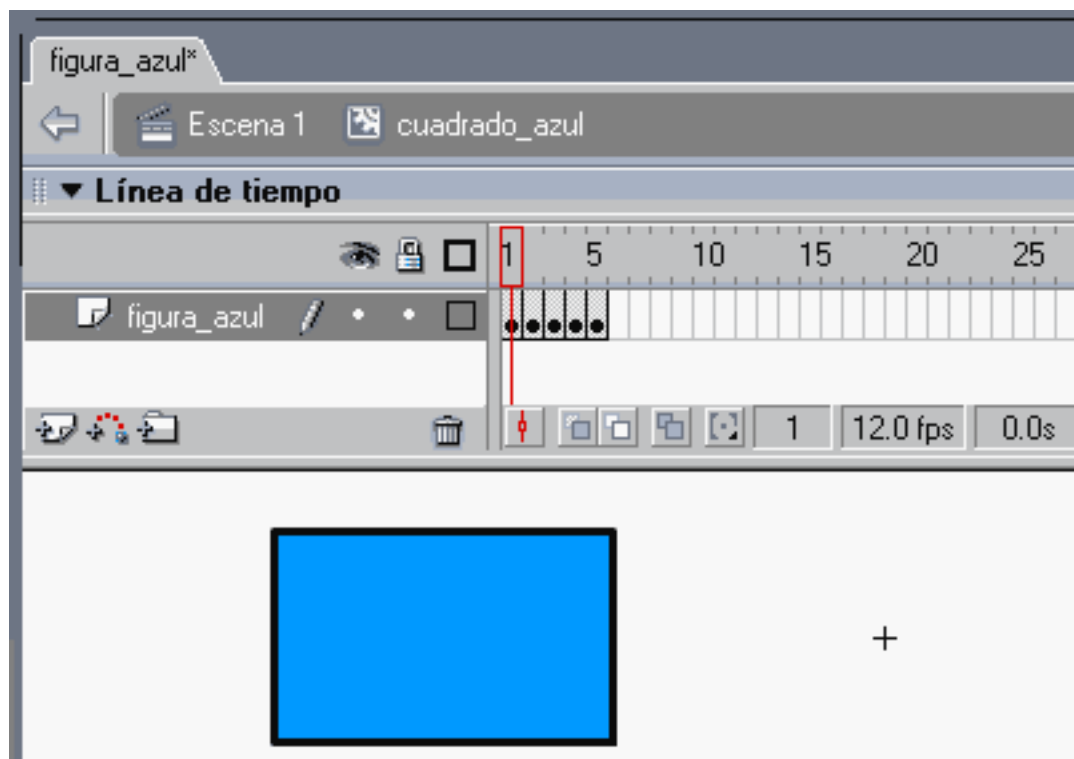 figura_azul*
Escena 1 cuadrado_azul
Línea de tiempo
1 5 10 15 20 25
figura_azul
1 12.0 fps 0.0s